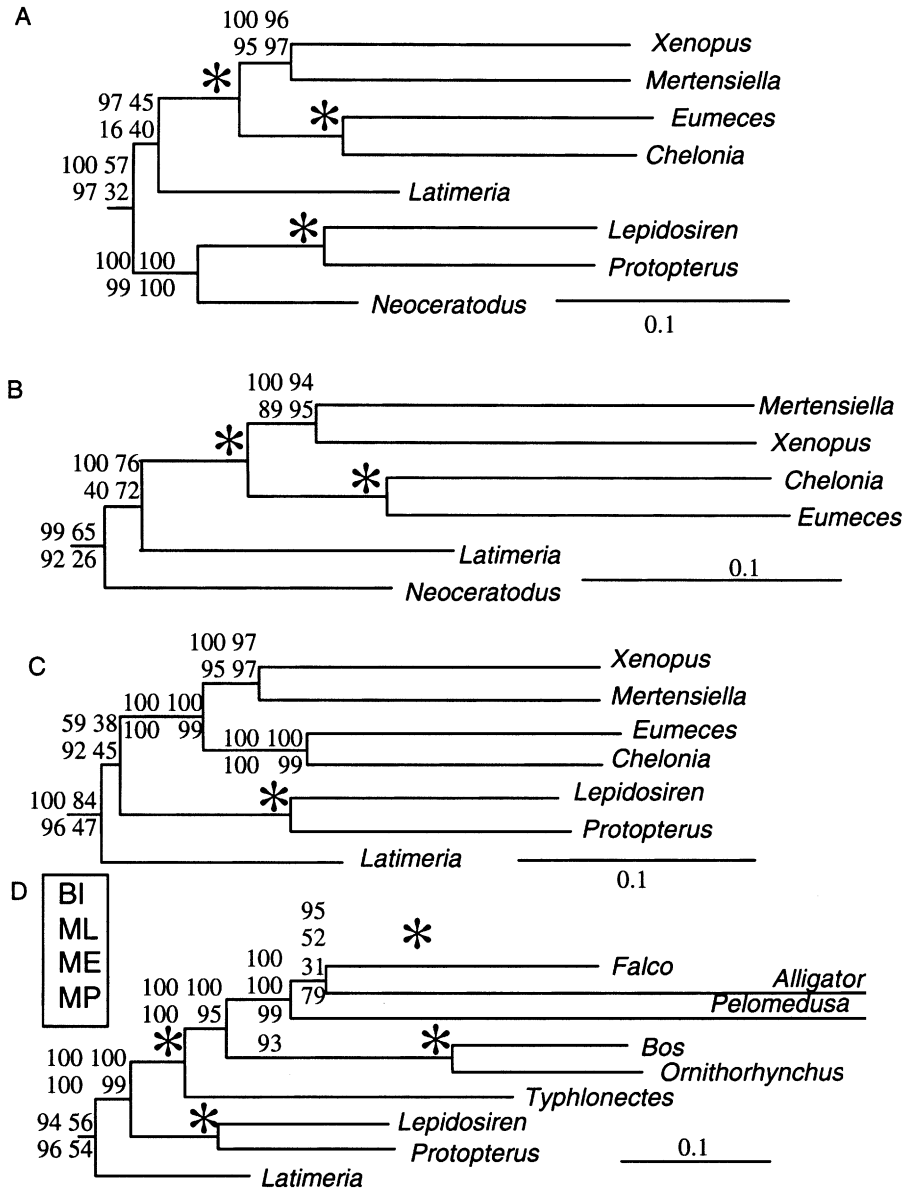 A
100 96
95 97
Xenopus
Mertensiella
*
97 45
16 40
*
Eumeces
Chelonia
100 57
97 32
Latimeria
*
Lepidosiren
Protopterus
100 100
99 100
Neoceratodus
0.1
B
100 94
89 95
Mertensiella
Xenopus
*
100 76
40 72
*
Chelonia
Eumeces
99 65
92 26
Latimeria
Neoceratodus
0.1
C
100 97
95 97
Xenopus
Mertensiella
100 100
100 99
59 38
92 45
Eumeces
Chelonia
100 100
100 99
*
Lepidosiren
Protopterus
100 84
96 47
Latimeria
0.1
D
BI
ML
ME
MP
95
52
31
79
*
Falco
Alligator
Pelomedusa
100
100
99
93
100 100
100 95
*
*
Bos
Ornithorhynchus
100 100
100 99
Typhlonectes
*
Lepidosiren
Protopterus
94 56
96 54
Latimeria
0.1